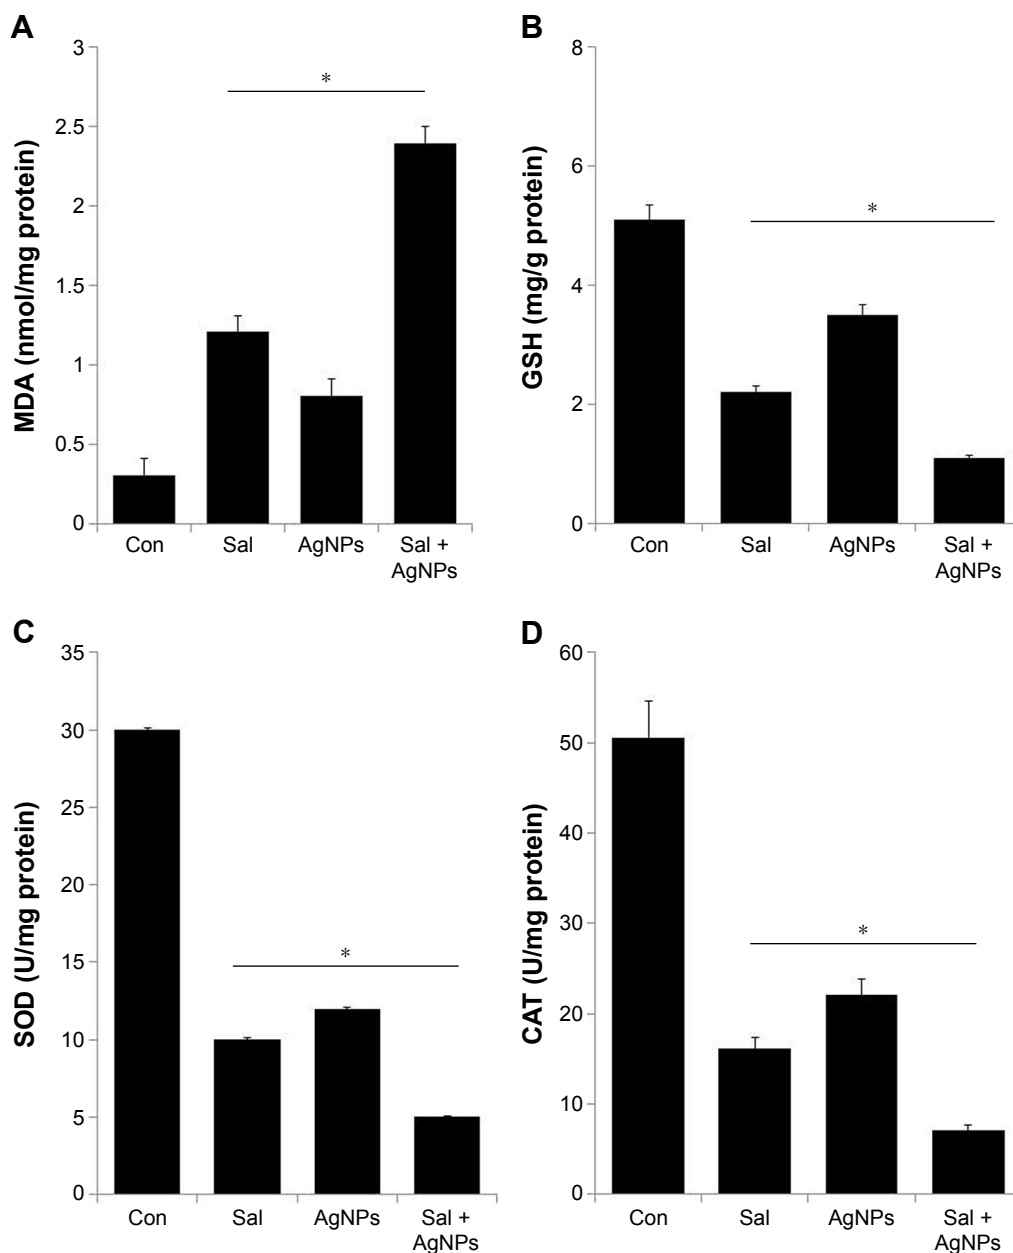 A
MDA (nmol/mg protein)
3
2.5
2
1.5
1
0.5
0
*
Con
Sal
AgNPs
Sal +
AgNPs
B
GSH (mg/g protein)
8
6
4
2
0
*
Con
Sal
AgNPs
Sal +
AgNPs
C
SOD (U/mg protein)
35
30
25
20
15
10
5
0
*
Con
Sal
AgNPs
Sal +
AgNPs
D
CAT (U/mg protein)
60
50
40
30
20
10
0
*
Con
Sal
AgNPs
Sal +
AgNPs